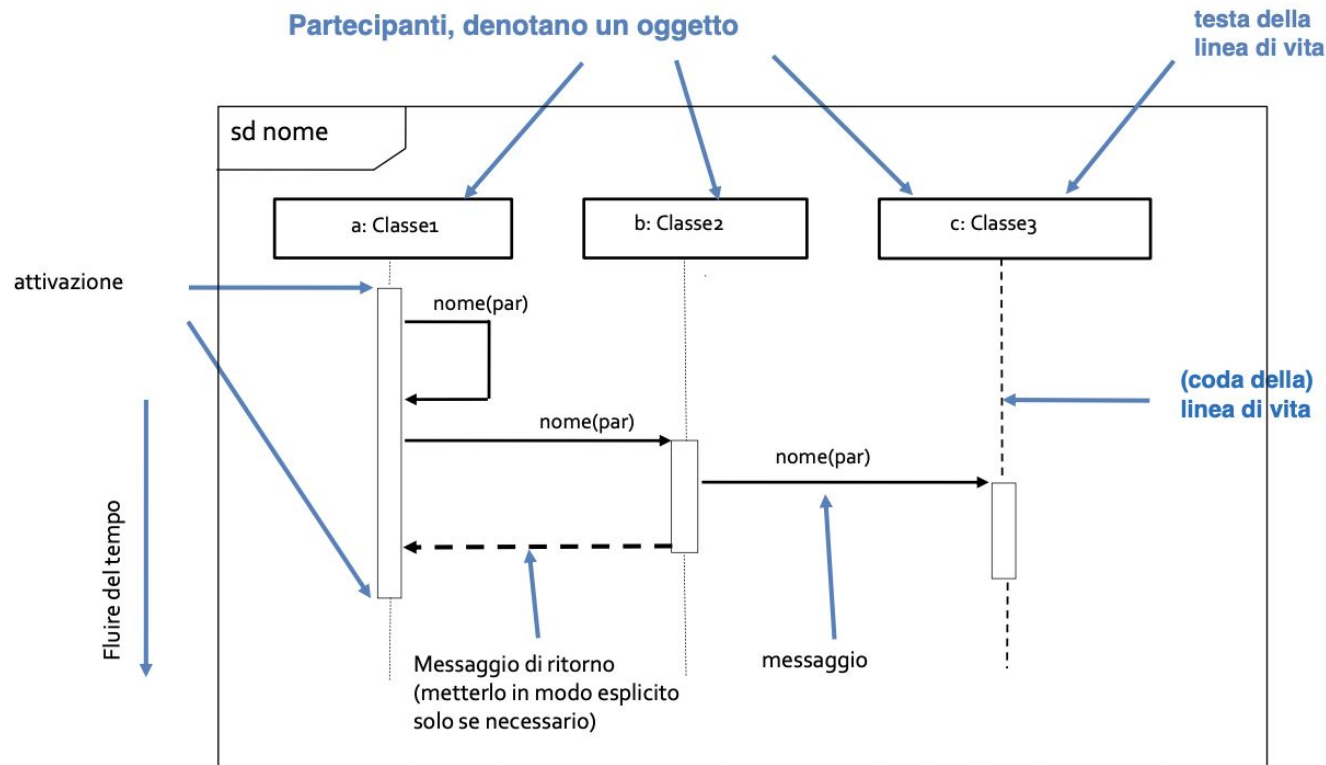 Partecipanti, denotano un oggetto
testa della
linea di vita
sd nome
a: Classe1
b: Classe2
c: Classe3
attivazione
nome(par)
(coda della)
linea di vita
nome(par)
nome(par)
Fluire del tempo
Messaggio di ritorno
(metterlo in modo esplicito
solo se necessario)
messaggio